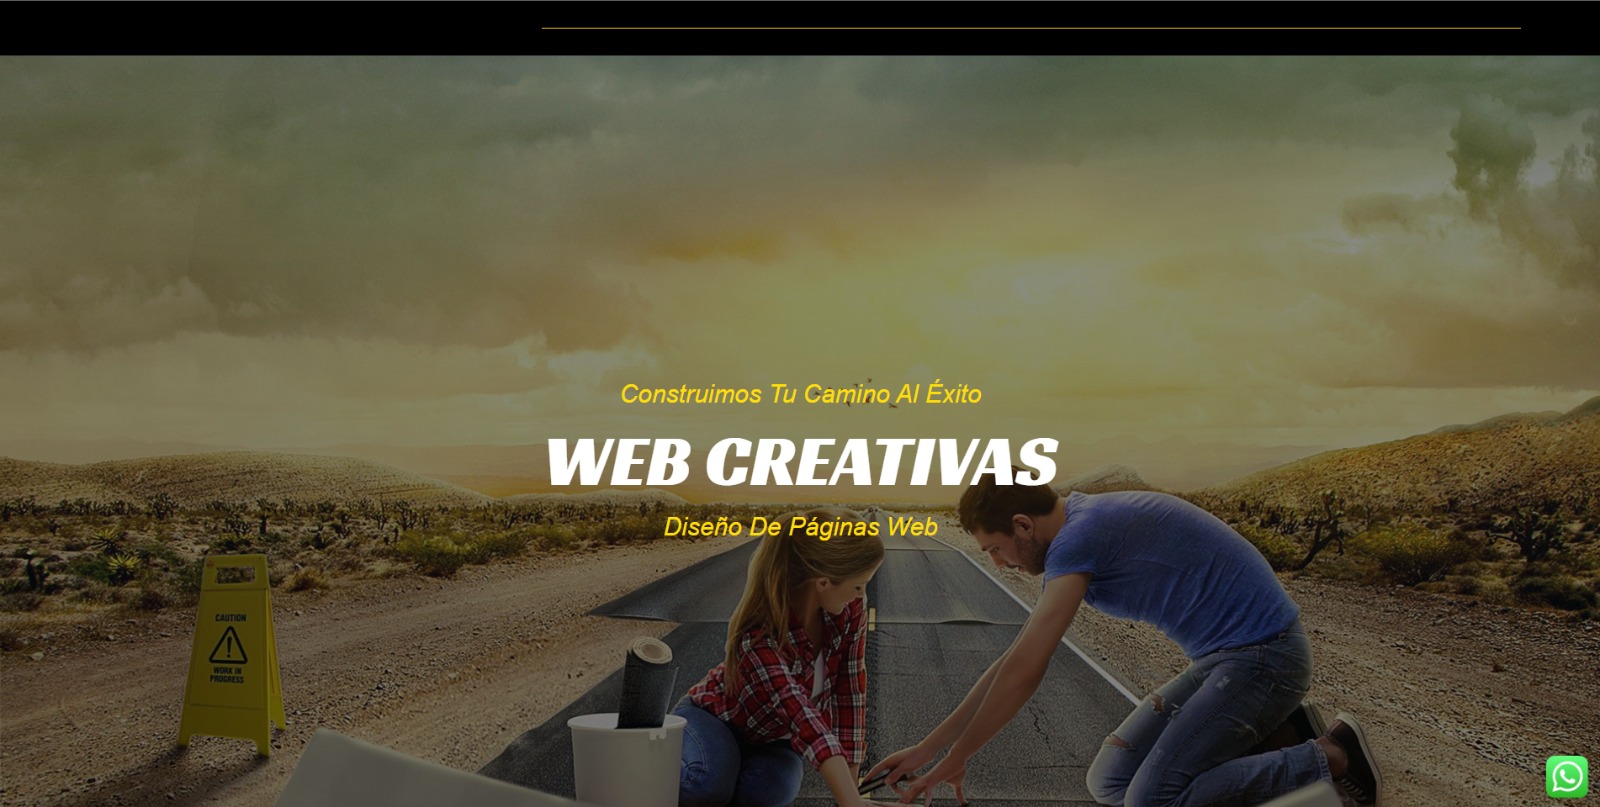 Construimos Tu Camino Al Éxito
WEB CREATIVAS
Diseño De Páginas Web
CAUTION
WORK IN
PROGRESS